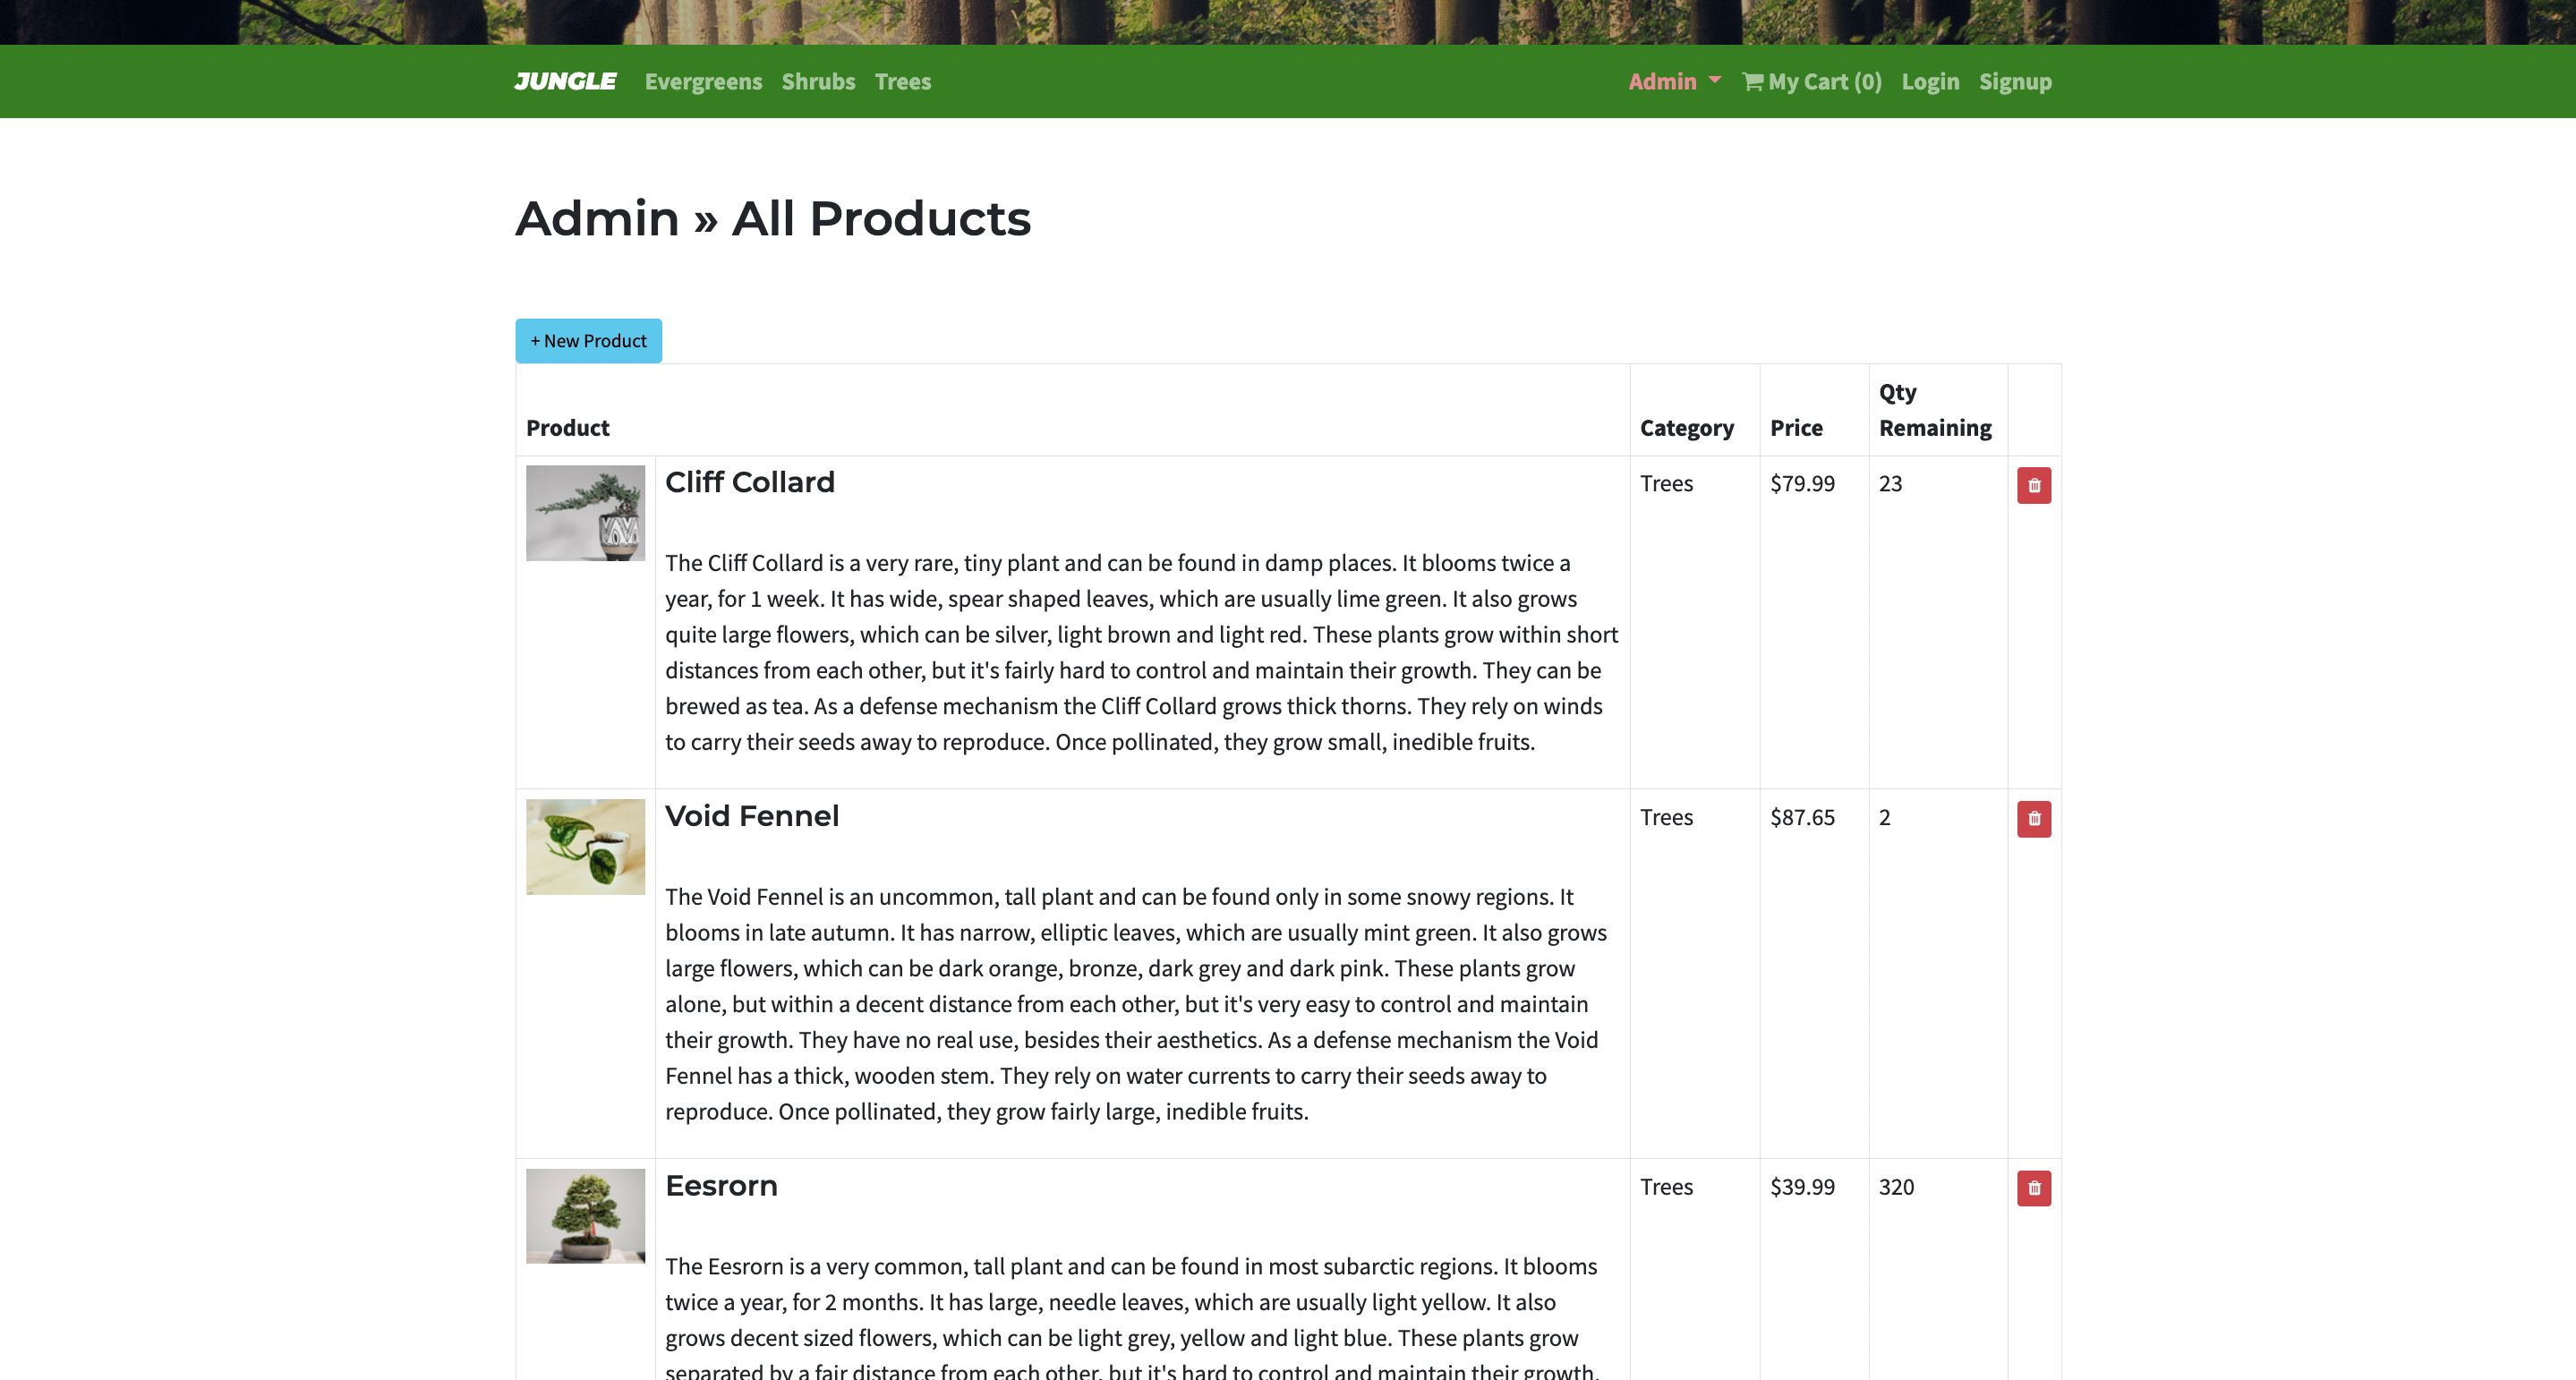 JUNGLE Evergreens Shrubs Trees Admin My Cart (0) Login Signup
Admin » All Products
+ New Product
Product Category Price Qty Remaining
Cliff Collard Trees $79.99 23
The Cliff Collard is a very rare, tiny plant and can be found in damp places. It blooms twice a
year, for 1 week. It has wide, spear shaped leaves, which are usually lime green. It also grows
quite large flowers, which can be silver, light brown and light red. These plants grow within short
distances from each other, but it's fairly hard to control and maintain their growth. They can be
brewed as tea. As a defense mechanism the Cliff Collard grows thick thorns. They rely on winds
to carry their seeds away to reproduce. Once pollinated, they grow small, inedible fruits.
Void Fennel Trees $87.65 2
The Void Fennel is an uncommon, tall plant and can be found only in some snowy regions. It
blooms in late autumn. It has narrow, elliptic leaves, which are usually mint green. It also grows
large flowers, which can be dark orange, bronze, dark grey and dark pink. These plants grow
alone, but within a decent distance from each other, but it's very easy to control and maintain
their growth. They have no real use, besides their aesthetics. As a defense mechanism the Void
Fennel has a thick, wooden stem. They rely on water currents to carry their seeds away to
reproduce. Once pollinated, they grow fairly large, inedible fruits.
Eesrorn Trees $39.99 320
The Eesrorn is a very common, tall plant and can be found in most subarctic regions. It blooms
twice a year, for 2 months. It has large, needle leaves, which are usually light yellow. It also
grows decent sized flowers, which can be light grey, yellow and light blue. These plants grow
separated by a fair distance from each other, but it's hard to control and maintain their growth.